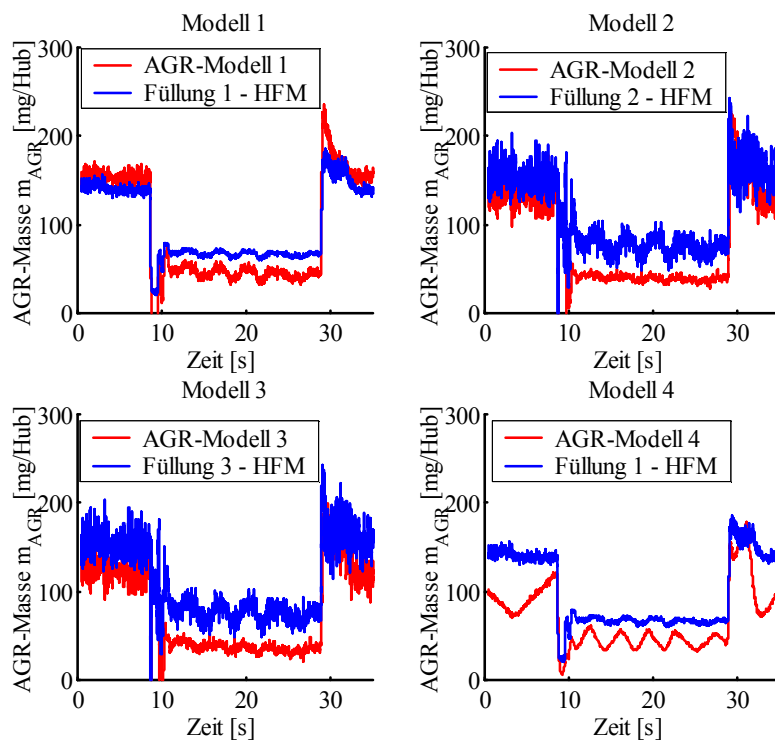 Modell 1
AGR-Masse m_AGR [mg/Hub]
300
200
100
0
AGR-Modell 1
Füllung 1 - HFM
0 10 20 30
Zeit [s]
Modell 2
AGR-Masse m_AGR [mg/Hub]
300
200
100
0
AGR-Modell 2
Füllung 2 - HFM
0 10 20 30
Zeit [s]
Modell 3
AGR-Masse m_AGR [mg/Hub]
300
200
100
0
AGR-Modell 3
Füllung 3 - HFM
0 10 20 30
Zeit [s]
Modell 4
AGR-Masse m_AGR [mg/Hub]
300
200
100
0
AGR-Modell 4
Füllung 1 - HFM
0 10 20 30
Zeit [s]